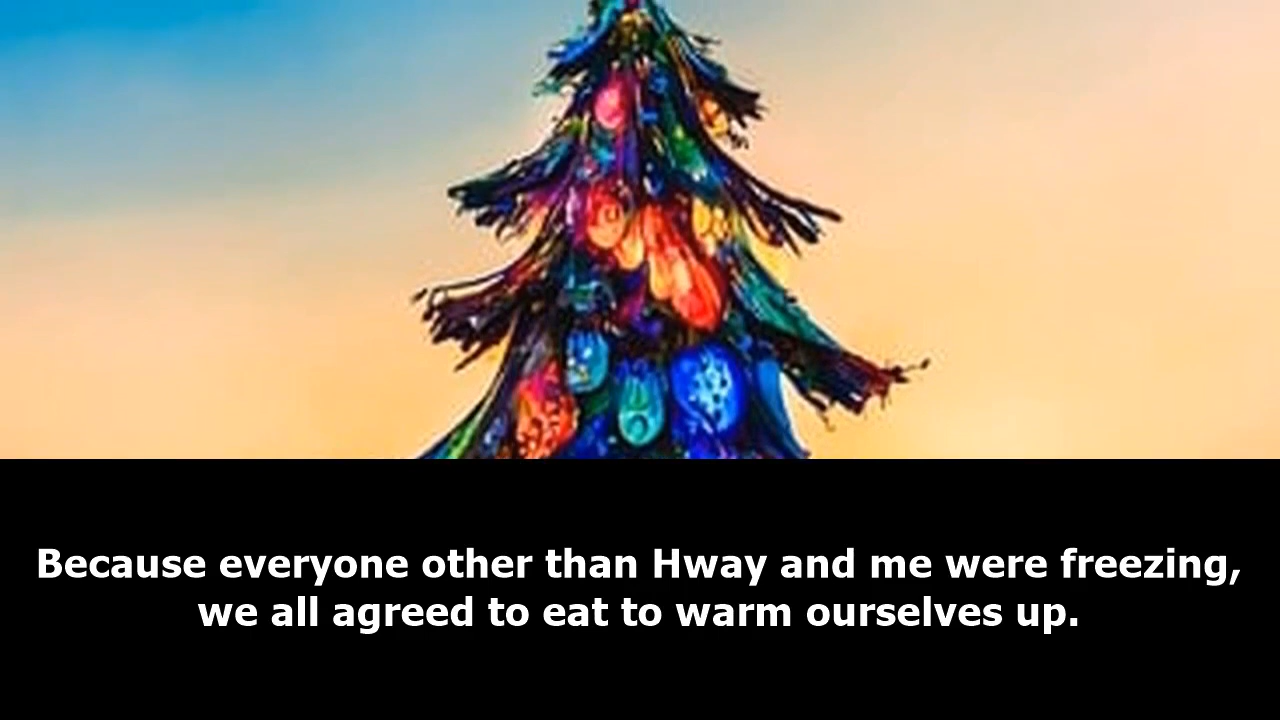 Because everyone other than Hway and me were freezing,
we all agreed to eat to warm ourselves up.